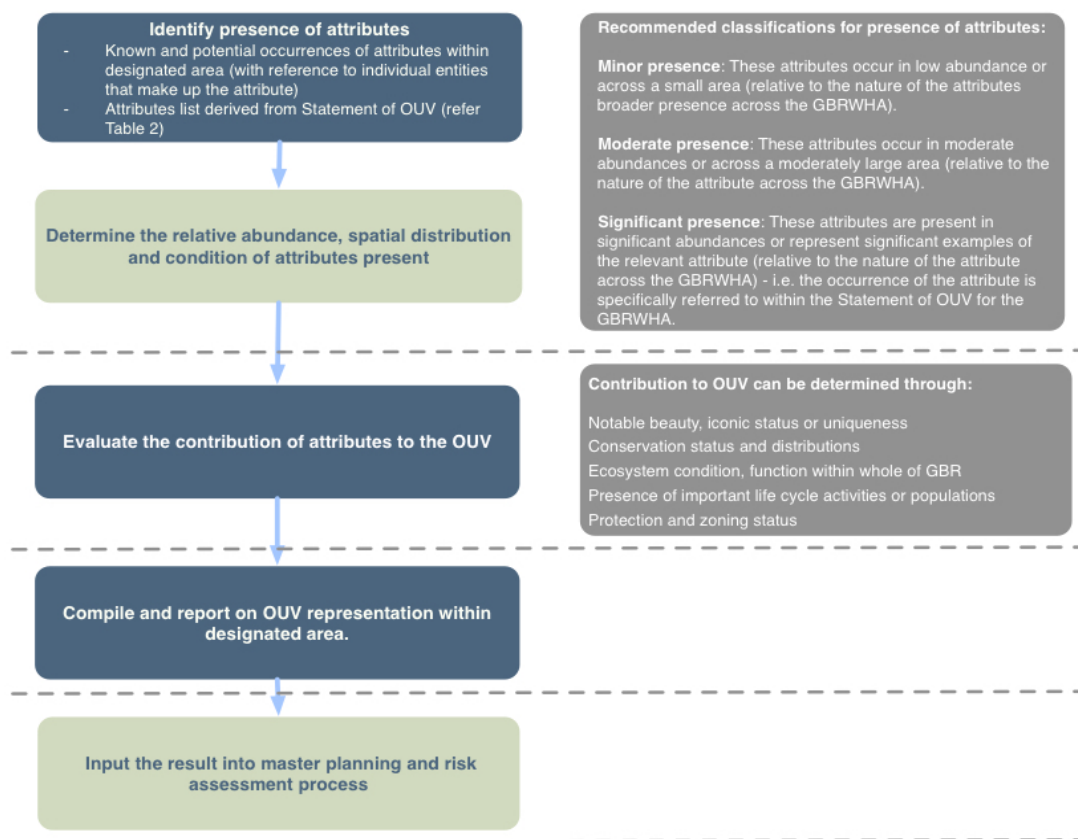 Identify presence of attributes
- Known and potential occurrences of attributes within
designated area (with reference to individual entities
that make up the attribute)
- Attributes list derived from Statement of OUV (refer
Table 2)
Determine the relative abundance, spatial distribution
and condition of attributes present
Evaluate the contribution of attributes to the OUV
Compile and report on OUV representation within
designated area.
Input the result into master planning and risk
assessment process
Recommended classifications for presence of attributes:
Minor presence: These attributes occur in low abundance or
across a small area (relative to the nature of the attributes
broader presence across the GBRWHA).
Moderate presence: These attributes occur in moderate
abundances or across a moderately large area (relative to the
nature of the attribute across the GBRWHA).
Significant presence: These attributes are present in
significant abundances or represent significant examples of
the relevant attribute (relative to the nature of the attribute
across the GBRWHA) - i.e. the occurrence of the attribute is
specifically referred to within the Statement of OUV for the
GBRWHA.
Contribution to OUV can be determined through:
Notable beauty, iconic status or uniqueness
Conservation status and distributions
Ecosystem condition, function within whole of GBR
Presence of important life cycle activities or populations
Protection and zoning status